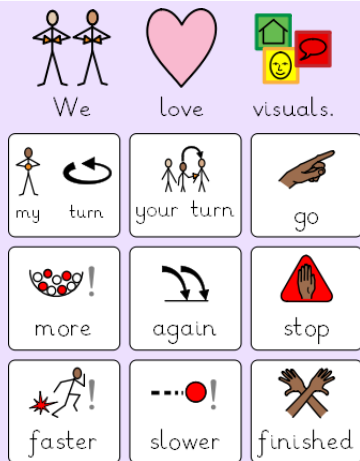 We love visuals.
my turn your turn go
more again stop
faster slower finished